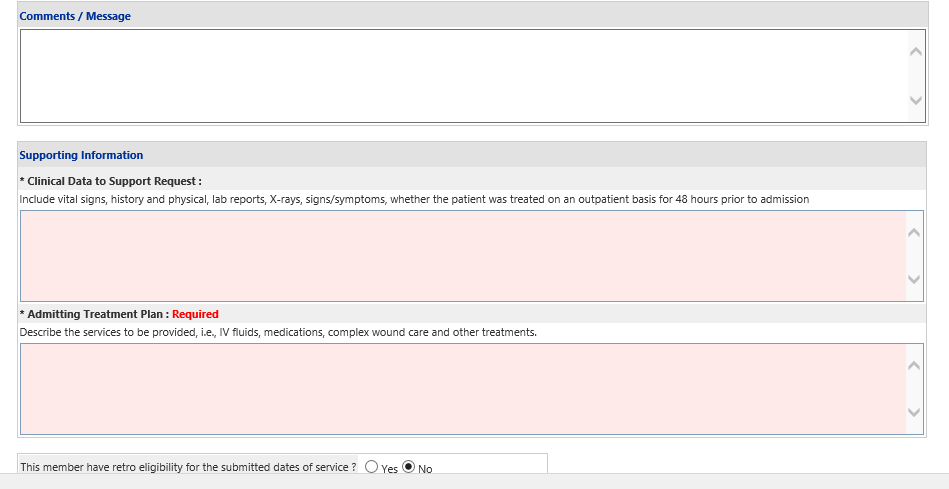 Comments / Message
Supporting Information
* Clinical Data to Support Request :
Include vital signs, history and physical, lab reports, X-rays, signs/symptoms, whether the patient was treated on an outpatient basis for 48 hours prior to admission
* Admitting Treatment Plan : Required
Describe the services to be provided, i.e., IV fluids, medications, complex wound care and other treatments.
This member have retro eligibility for the submitted dates of service ? Yes No